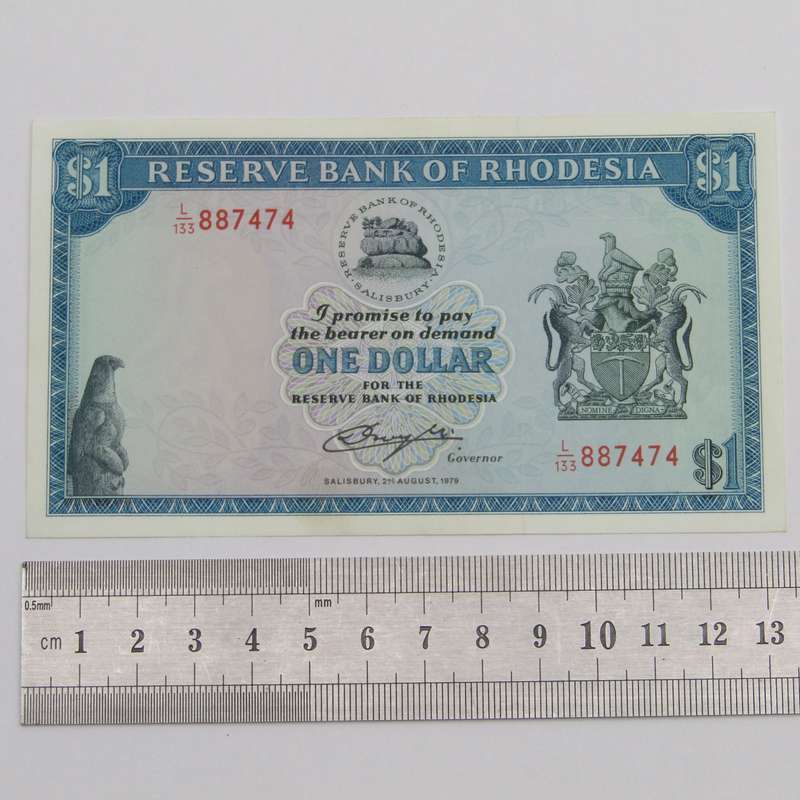 $1 RESERVE BANK OF RHODESIA $1
L/133 887474
RESERVE BANK OF RHODESIA
SALISBURY
I promise to pay
the bearer on demand
ONE DOLLAR
FOR THE
RESERVE BANK OF RHODESIA
NOMINE DIGNA
Governor
L/133 887474 $1
SALISBURY, 2ND AUGUST, 1979
0.5mm mm
cm 1 2 3 4 5 6 7 8 9 10 11 12 13